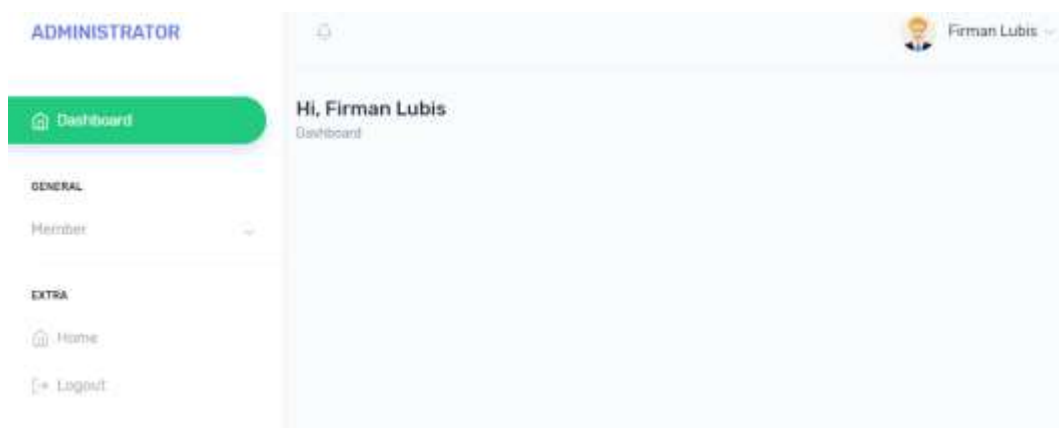 ADMINISTRATOR
Firman Lubis
Dashboard
Hi, Firman Lubis
Dashboard
GENERAL
Member
EXTRA
Home
Logout